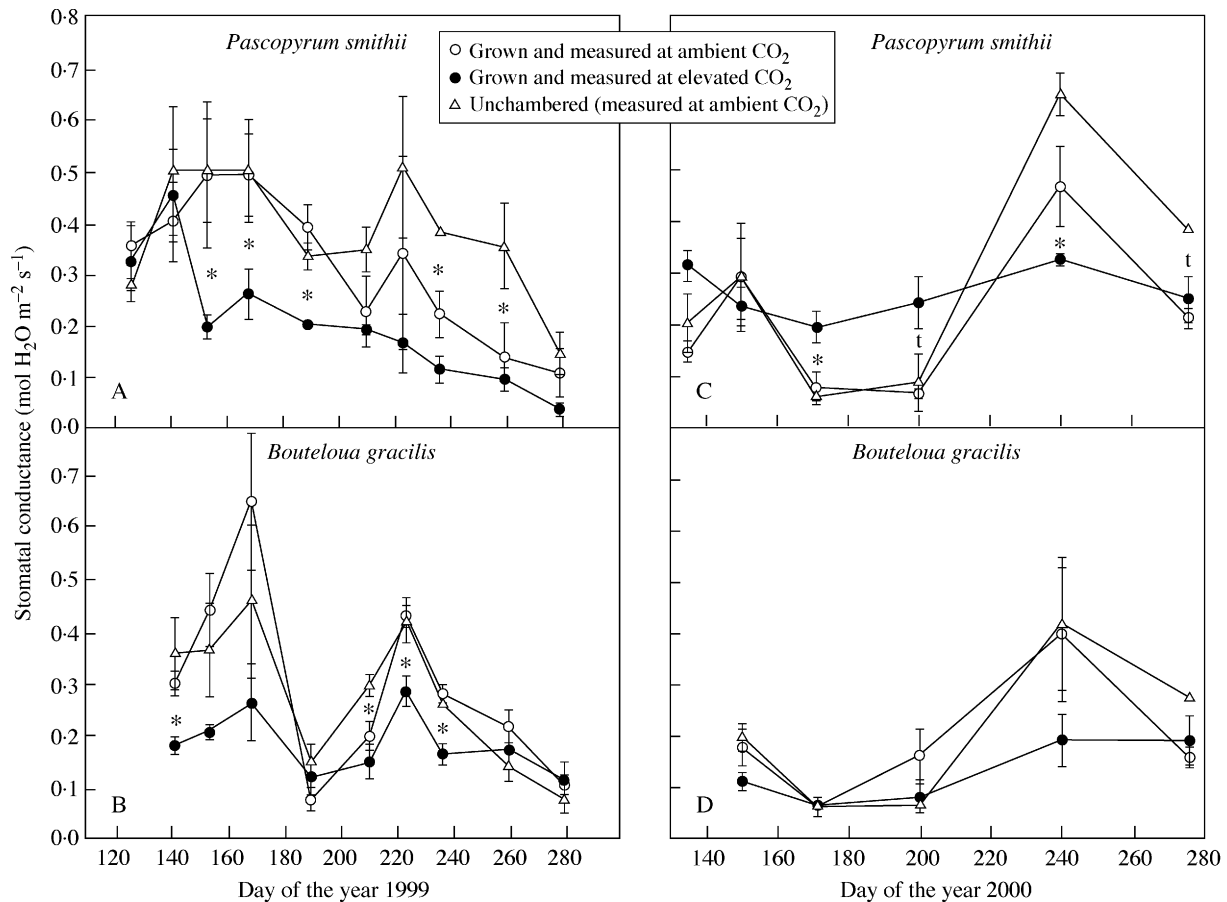 Pascopyrum smithii
Pascopyrum smithii
Grown and measured at ambient CO₂
Grown and measured at elevated CO₂
Unchambered (measured at ambient CO₂)
Stomatal conductance (mol H₂O m⁻² s⁻¹)
0·8
0·7
0·6
0·5
0·4
0·3
0·2
0·1
0·0
*
*
*
*
*
A
*
t
*
t
C
Bouteloua gracilis
Bouteloua gracilis
0·7
0·6
0·5
0·4
0·3
0·2
0·1
0·0
*
*
*
*
B
D
120 140 160 180 200 220 240 260 280
140 160 180 200 220 240 260 280
Day of the year 1999
Day of the year 2000